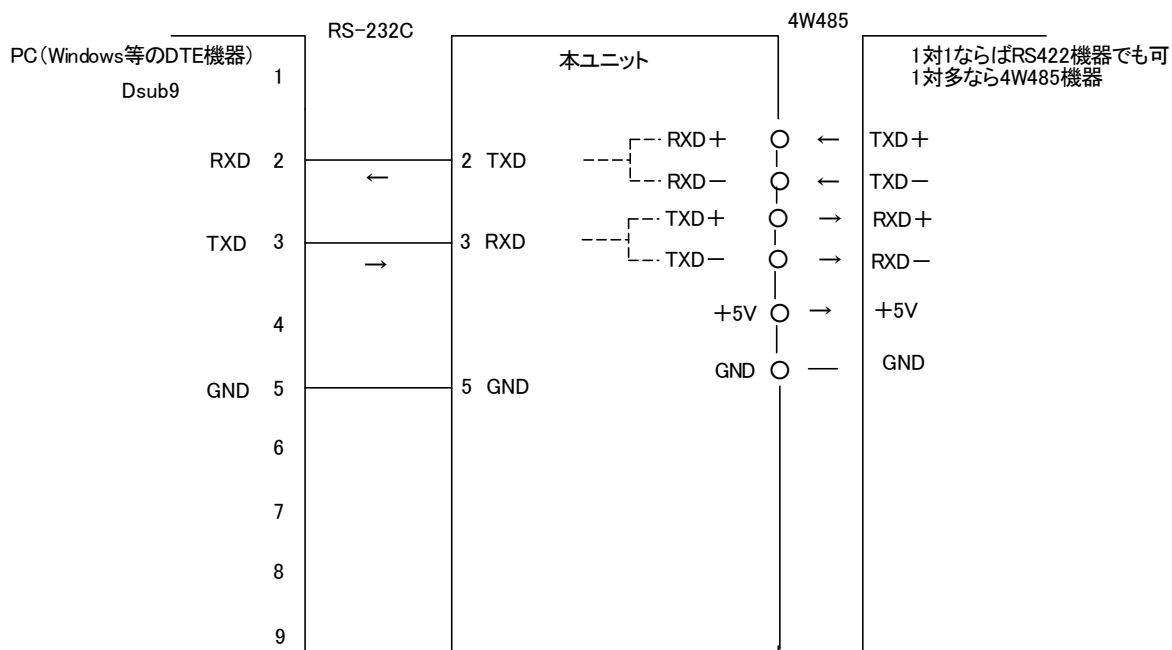 RS-232C
4W485
PC(Windows等のDTE機器)
Dsub9
本ユニット
1対1ならばRS422機器でも可
1対多なら4W485機器
1
RXD+ ← TXD+
RXD 2 2 TXD
←
RXD- ← TXD-
TXD+ → RXD+
TXD 3 3 RXD
→
TXD- → RXD-
4
+5V → +5V
GND — GND
GND 5 5 GND
6
7
8
9